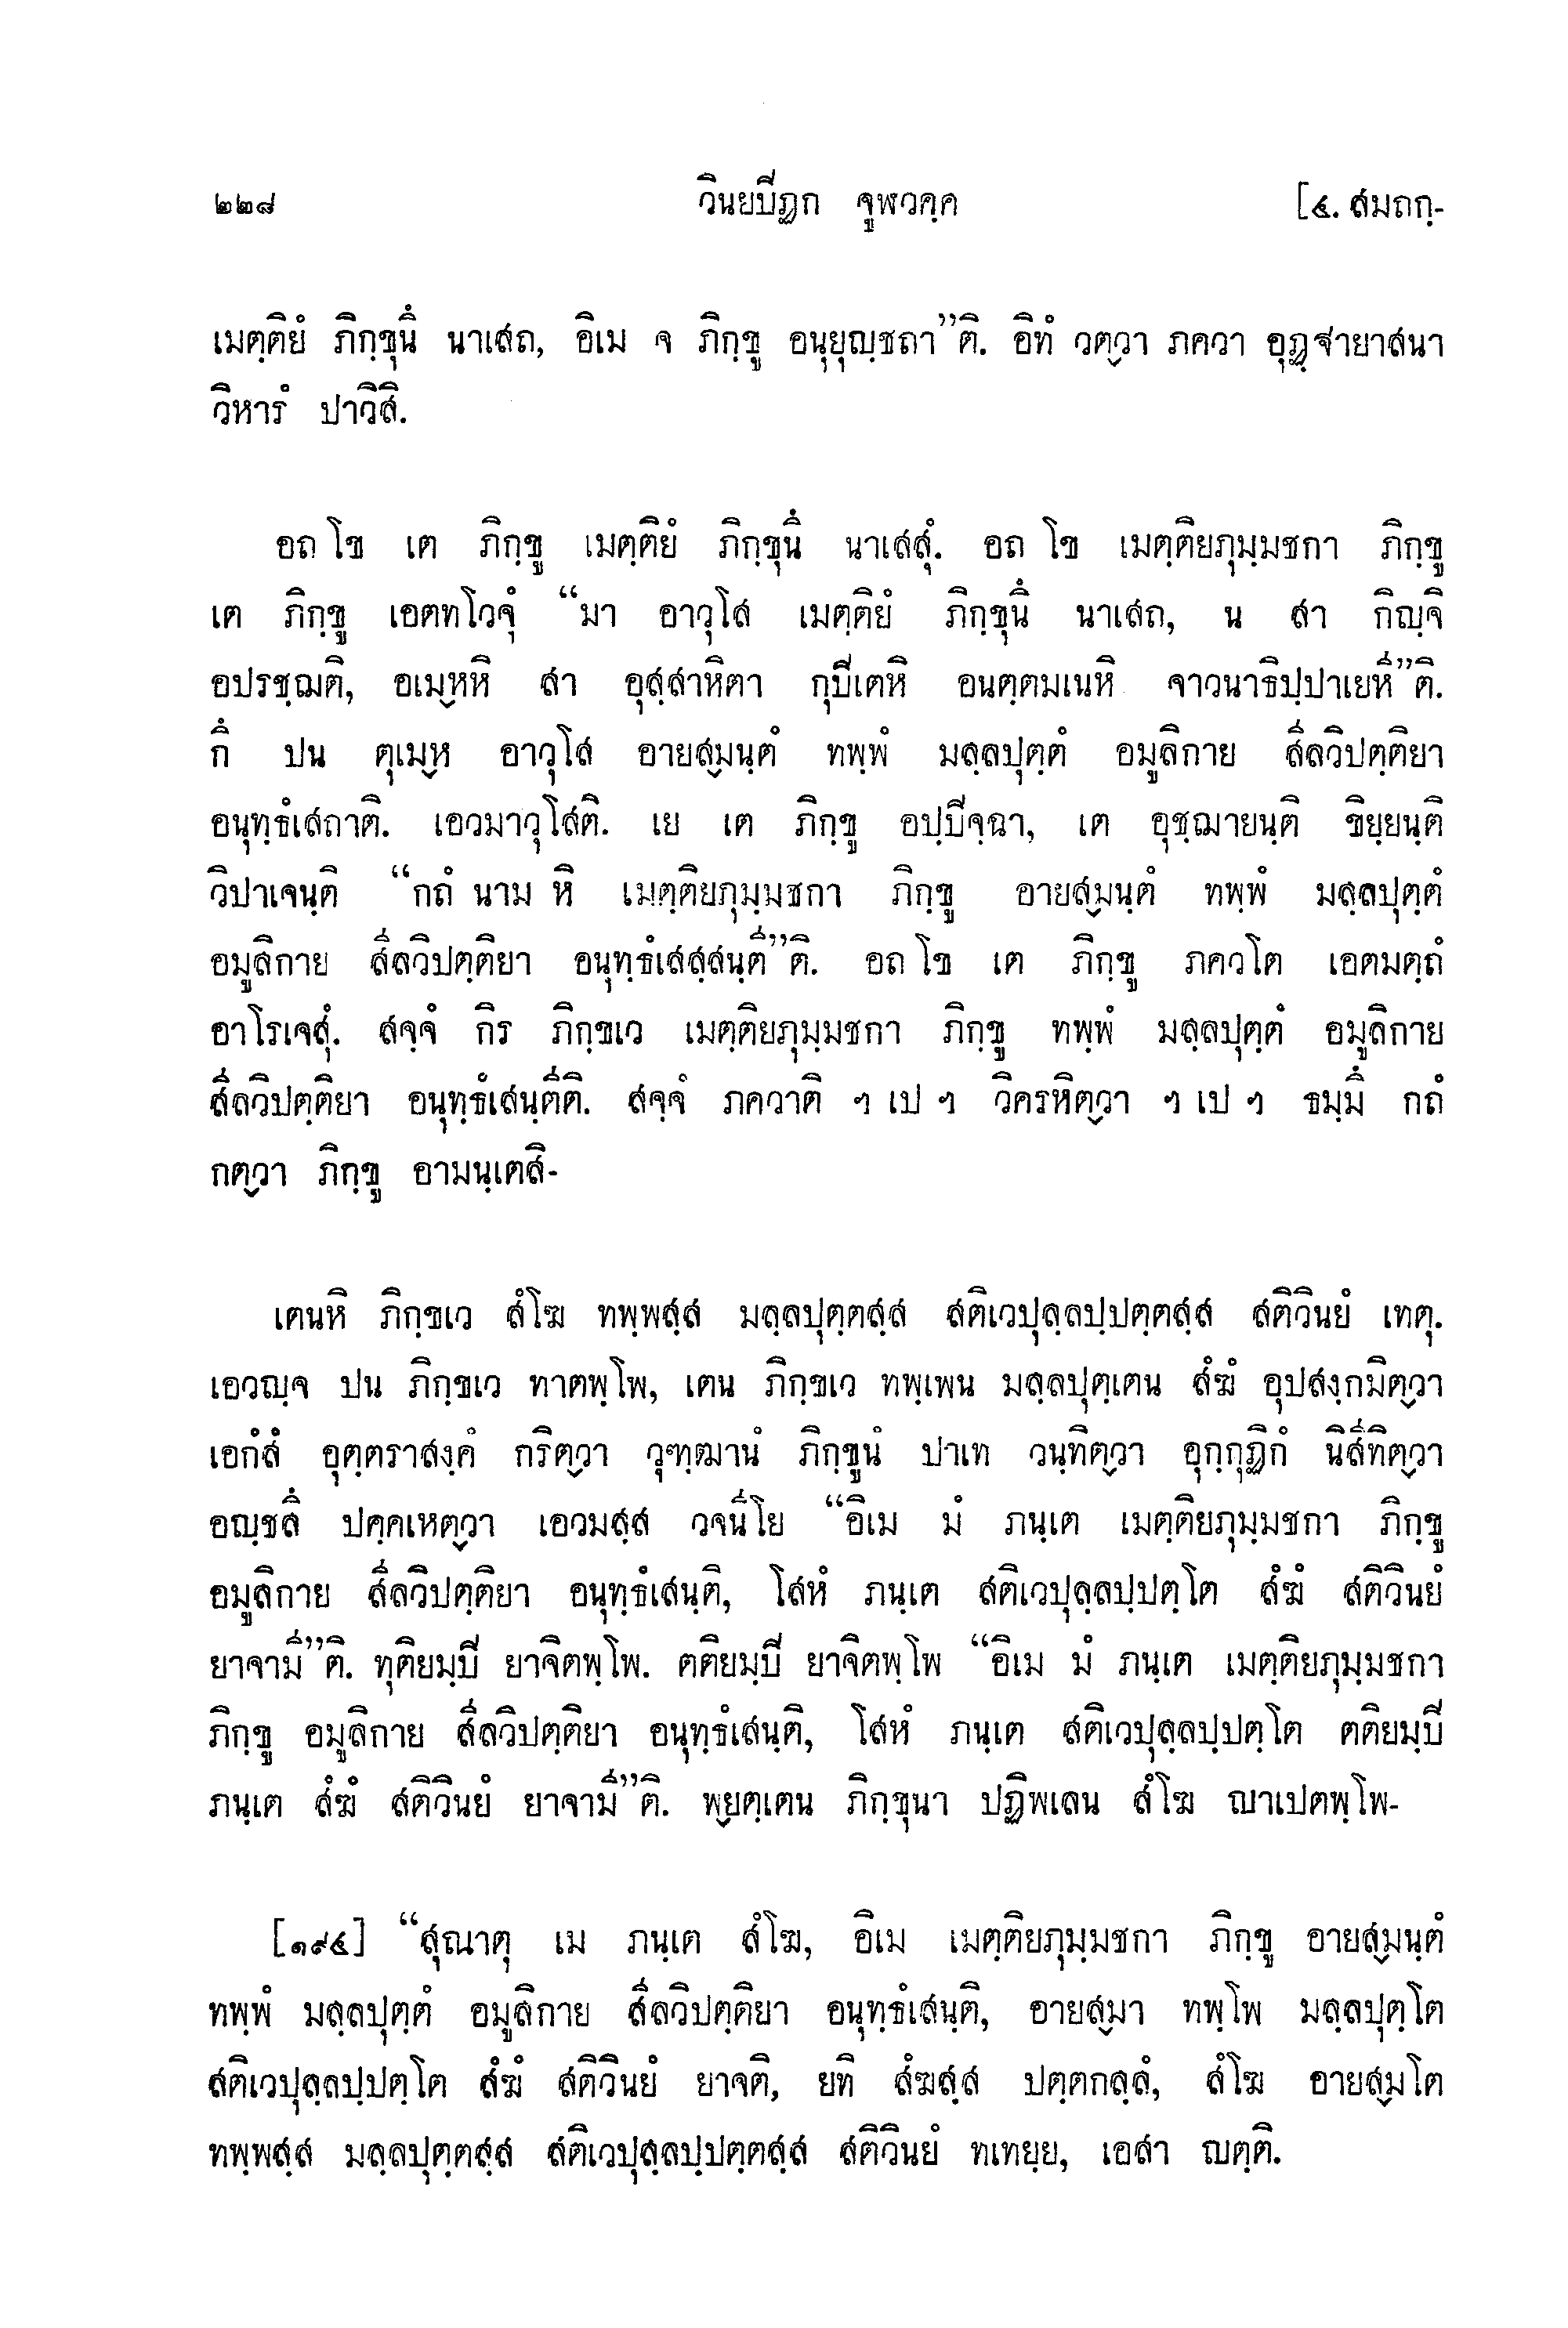 ๒๒๘ วินยปิฏก จูฬวคฺค [๔. สมถกฺ-
เมตฺติยํ ภิกฺขุนึ นาเสถ, อิเม จ ภิกฺขู อนุยุญฺชถา”ติ. อิทํ วตฺวา ภควา อุฏฺฐายาสนา
วิหารํ ปาวิสิ.
อถ โข เต ภิกฺขู เมตฺติยํ ภิกฺขุนึ นาเสสุํ. อถ โข เมตฺติยภุมฺมชกา ภิกฺขู
เต ภิกฺขู เอตทโวจุํ “มา อาวุโส เมตฺติยํ ภิกฺขุนึ นาเสถ, น สา กิญฺจิ
อปรชฺฌติ, อเมฺหหิ สา อุสฺสาหิตา กุปิเตหิ อนตฺตมเนหิ จาวนาธิปฺปาเยหี”ติ.
กึ ปน ตุเมฺห อาวุโส อายสฺมนฺตํ ทพฺพํ มลฺลปุตฺตํ อมูลิกาย สีลวิปตฺติยา
อนุทฺธํเสถาติ. เอวมาวุโสติ. เย เต ภิกฺขู อปฺปิจฺฉา, เต อุชฺฌายนฺติ ขิยฺยนฺติ
วิปาเจนฺติ “กถํ นาม หิ เมตฺติยภุมฺมชกา ภิกฺขู อายสฺมนฺตํ ทพฺพํ มลฺลปุตฺตํ
อมูลิกาย สีลวิปตฺติยา อนุทฺธํเสสฺสนฺตี”ติ. อถ โข เต ภิกฺขู ภควโต เอตมตฺถํ
อาโรเจสุํ. สจฺจํ กิร ภิกฺขเว เมตฺติยภุมฺมชกา ภิกฺขู ทพฺพํ มลฺลปุตฺตํ อมูลิกาย
สีลวิปตฺติยา อนุทฺธํเสนฺตีติ. สจฺจํ ภควาติ ฯ เป ฯ วิครหิตฺวา ฯ เป ฯ ธมฺมึ กถํ
กตฺวา ภิกฺขู อามนฺเตสิ-
เตนหิ ภิกฺขเว สํโฆ ทพฺพสฺส มลฺลปุตฺตสฺส สติเวปุลฺลปฺปตฺตสฺส สติวินยํ เทตุ.
เอวญฺจ ปน ภิกฺขเว ทาตพฺโพ, เตน ภิกฺขเว ทพฺเพน มลฺลปุตฺเตน สํฆํ อุปสงฺกมิตฺวา
เอกํสํ อุตฺตราสงฺคํ กริตฺวา วุฑฺฒานํ ภิกฺขูนํ ปาเท วนฺทิตฺวา อุกฺกุฏิกํ นิสีทิตฺวา
อญฺชลึ ปคฺคเหตฺวา เอวมสฺส วจนีโย “อิเม มํ ภนฺเต เมตฺติยภุมฺมชกา ภิกฺขู
อมูลิกาย สีลวิปตฺติยา อนุทฺธํเสนฺติ, โสหํ ภนฺเต สติเวปุลฺลปฺปตฺโต สํฆํ สติวินยํ
ยาจามี”ติ. ทุติยมฺปิ ยาจิตพฺโพ. ตติยมฺปิ ยาจิตพฺโพ “อิเม มํ ภนฺเต เมตฺติยภุมฺมชกา
ภิกฺขู อมูลิกาย สีลวิปตฺติยา อนุทฺธํเสนฺติ, โสหํ ภนฺเต สติเวปุลฺลปฺปตฺโต ตติยมฺปิ
ภนฺเต สํฆํ สติวินยํ ยาจามี”ติ. พฺยตฺเตน ภิกฺขุนา ปฏิพเลน สํโฆ ญาเปตพฺโพ-
[๑๙๕] “สุณาตุ เม ภนฺเต สํโฆ, อิเม เมตฺติยภุมฺมชกา ภิกฺขู อายสฺมนฺตํ
ทพฺพํ มลฺลปุตฺตํ อมูลิกาย สีลวิปตฺติยา อนุทฺธํเสนฺติ, อายสฺมา ทพฺโพ มลฺลปุตฺโต
สติเวปุลฺลปฺปตฺโต สํฆํ สติวินยํ ยาจติ, ยทิ สํฆสฺส ปตฺตกลฺลํ, สํโฆ อายสฺมโต
ทพฺพสฺส มลฺลปุตฺตสฺส สติเวปุลฺลปฺปตฺตสฺส สติวินยํ ทเทยฺย, เอสา ญตฺติ.